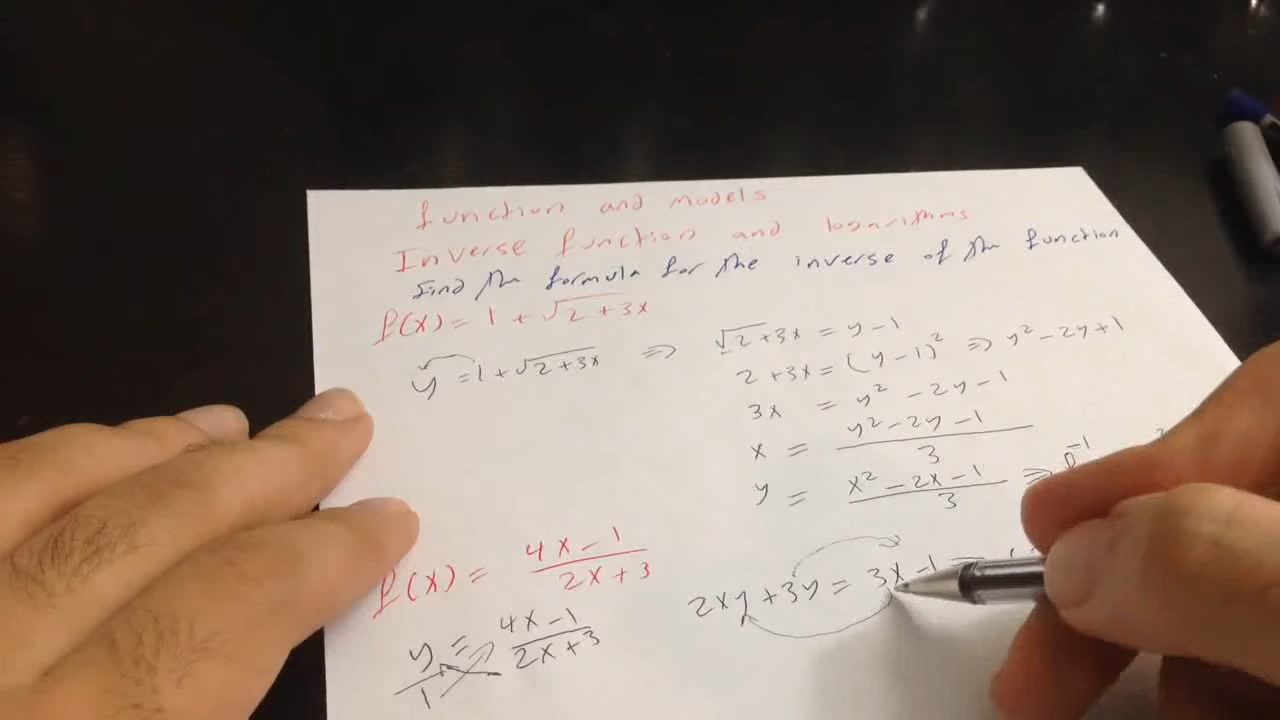 function and models
Inverse function and logarithms
find the formula for the inverse of the function
f(x) = 1 + √2+3x
y = 1 + √2+3x ⇒ √2+3x = y-1
2+3x = (y-1)² ⇒ y²-2y+1
3x = y²-2y-1
x = y²-2y-1 / 3
y = x²-2x-1 / 3 ⇒ f⁻¹
f(x) = 4x-1 / 2x+3
y / 1 = 4x-1 / 2x+3
2xy+3y = 3x-1